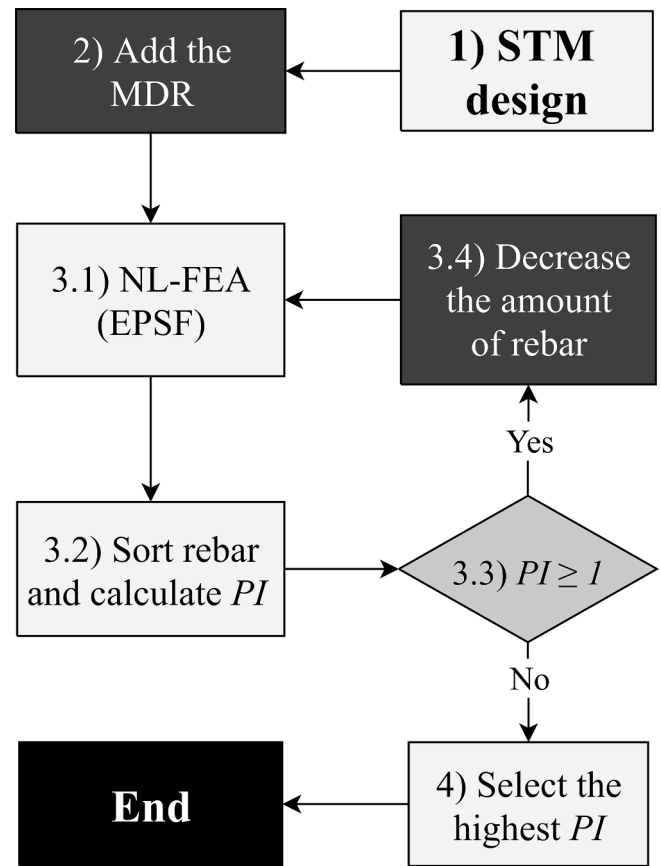 1) STM
design
2) Add the
MDR
3.1) NL-FEA
(EPSF)
3.2) Sort rebar
and calculate PI
3.3) PI ≥ 1
Yes
3.4) Decrease
the amount
of rebar
No
4) Select the
highest PI
End